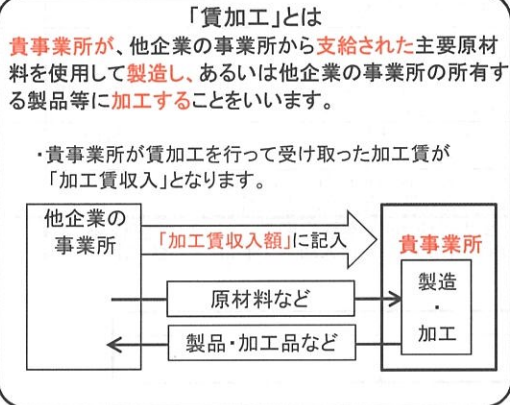 「賃加工」とは
貴事業所が、他企業の事業所から支給された主要原材
料を使用して製造し、あるいは他企業の事業所の所有す
る製品等に加工することをいいます。
・貴事業所が賃加工を行って受け取った加工賃が
「加工賃収入」となります。
他企業の
事業所
「加工賃収入額」に記入
貴事業所
原材料など
製造
・
加工
製品・加工品など